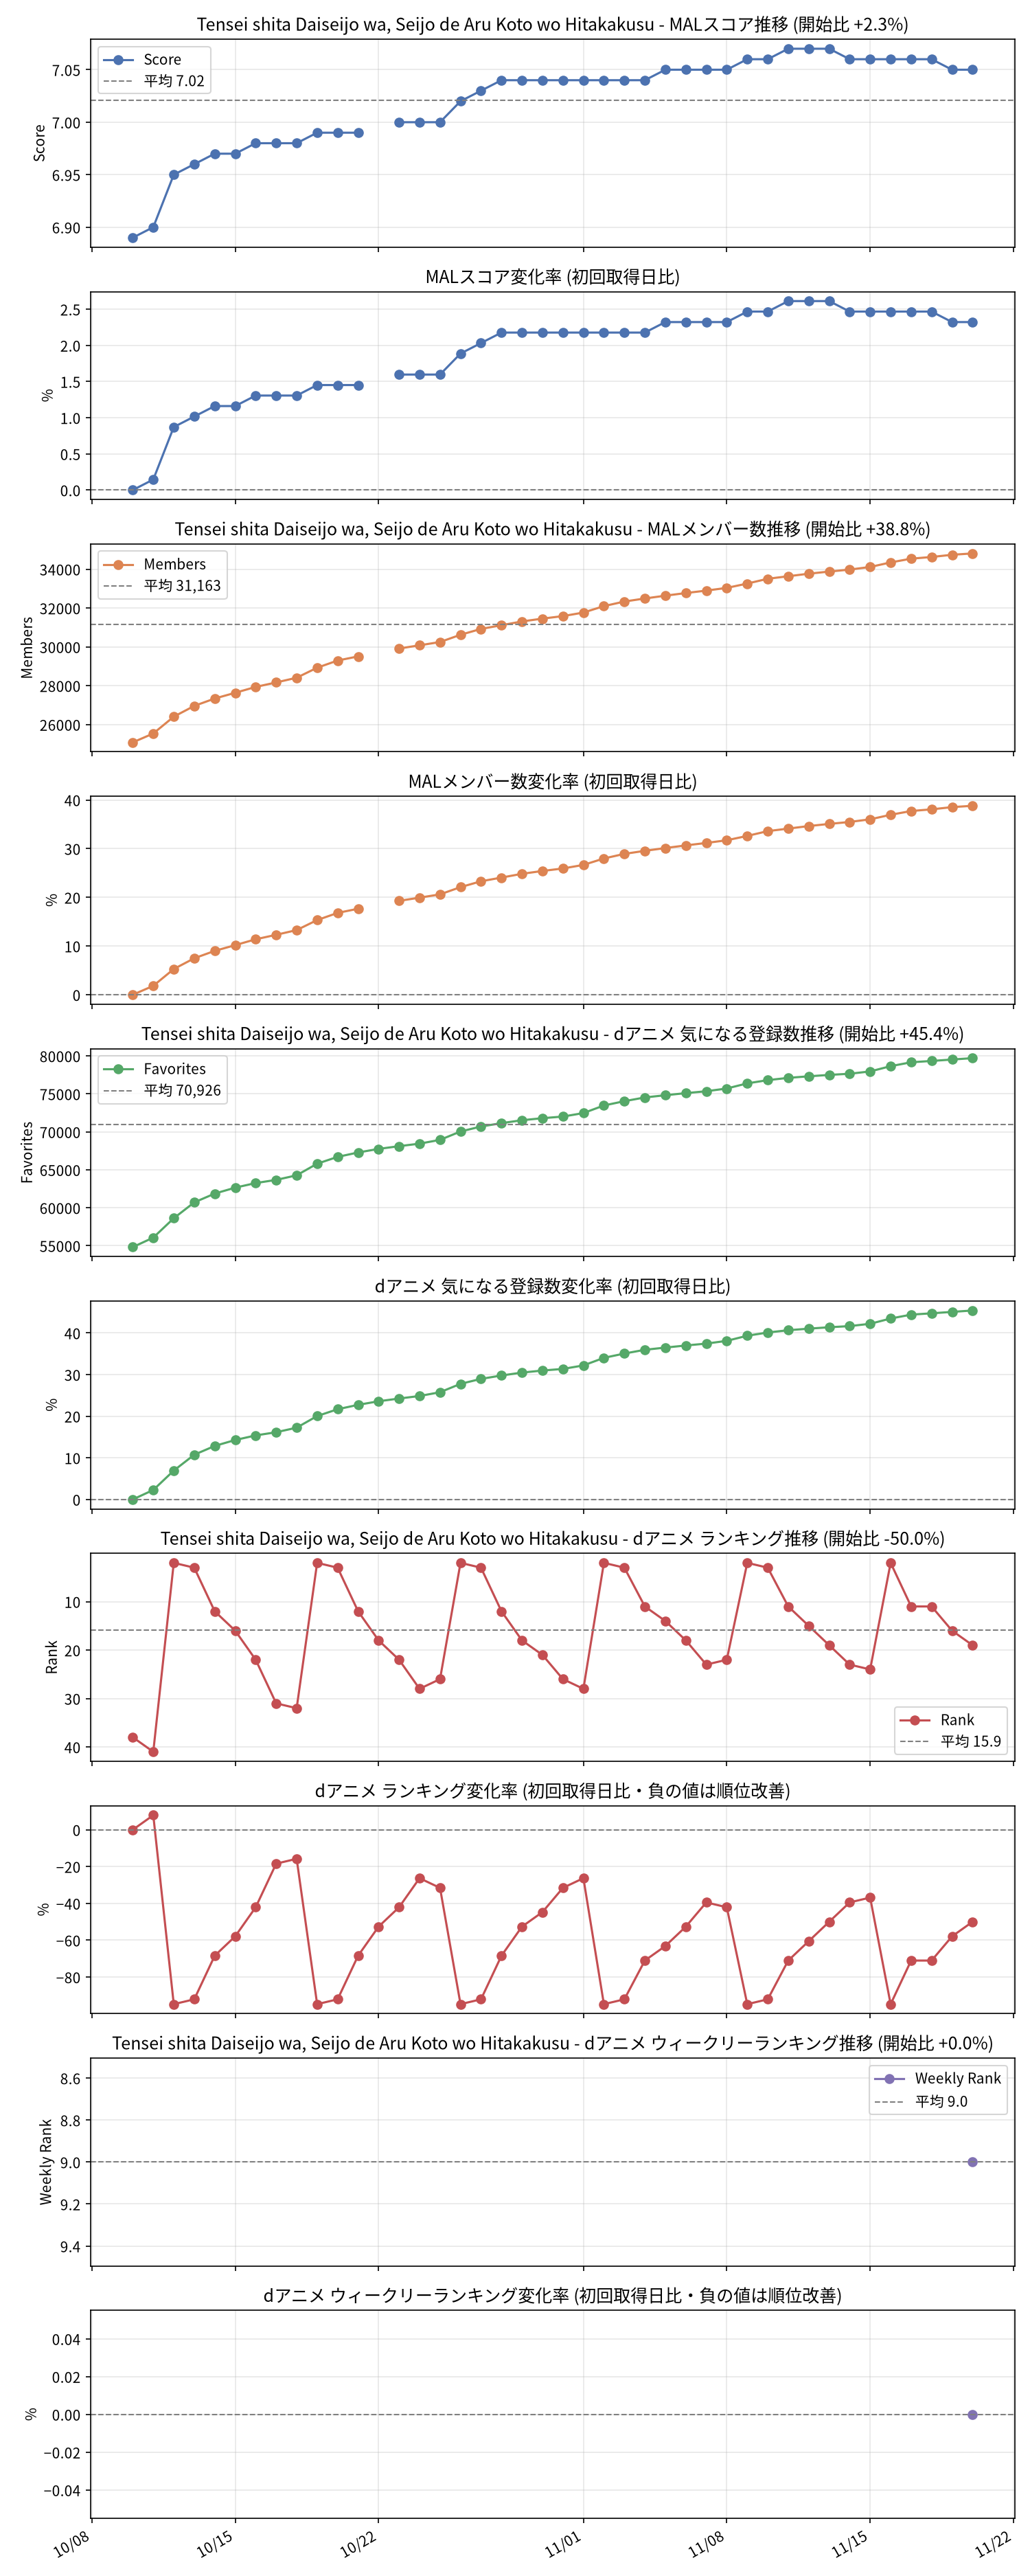 Tensei shita Daiseijo wa, Seijo de Aru Koto wo Hitakakusu - MALスコア推移 (開始比 +2.3%)
Score
平均 7.02
7.05
7.00
6.95
6.90
Score
MALスコア変化率 (初回取得日比)
2.5
2.0
1.5
1.0
0.5
0.0
%
Tensei shita Daiseijo wa, Seijo de Aru Koto wo Hitakakusu - MALメンバー数推移 (開始比 +38.8%)
Members
平均 31,163
34000
32000
30000
28000
26000
Members
MALメンバー数変化率 (初回取得日比)
40
30
20
10
0
%
Tensei shita Daiseijo wa, Seijo de Aru Koto wo Hitakakusu - dアニメ 気になる登録数推移 (開始比 +45.4%)
Favorites
平均 70,926
80000
75000
70000
65000
60000
55000
Favorites
dアニメ 気になる登録数変化率 (初回取得日比)
40
30
20
10
0
%
Tensei shita Daiseijo wa, Seijo de Aru Koto wo Hitakakusu - dアニメ ランキング推移 (開始比 -50.0%)
10
20
30
40
Rank
Rank
平均 15.9
dアニメ ランキング変化率 (初回取得日比・負の値は順位改善)
0
−20
−40
−60
−80
%
Tensei shita Daiseijo wa, Seijo de Aru Koto wo Hitakakusu - dアニメ ウィークリーランキング推移 (開始比 +0.0%)
Weekly Rank
平均 9.0
8.6
8.8
9.0
9.2
9.4
Weekly Rank
dアニメ ウィークリーランキング変化率 (初回取得日比・負の値は順位改善)
0.04
0.02
0.00
−0.02
−0.04
%
10/08
10/15
10/22
11/01
11/08
11/15
11/22